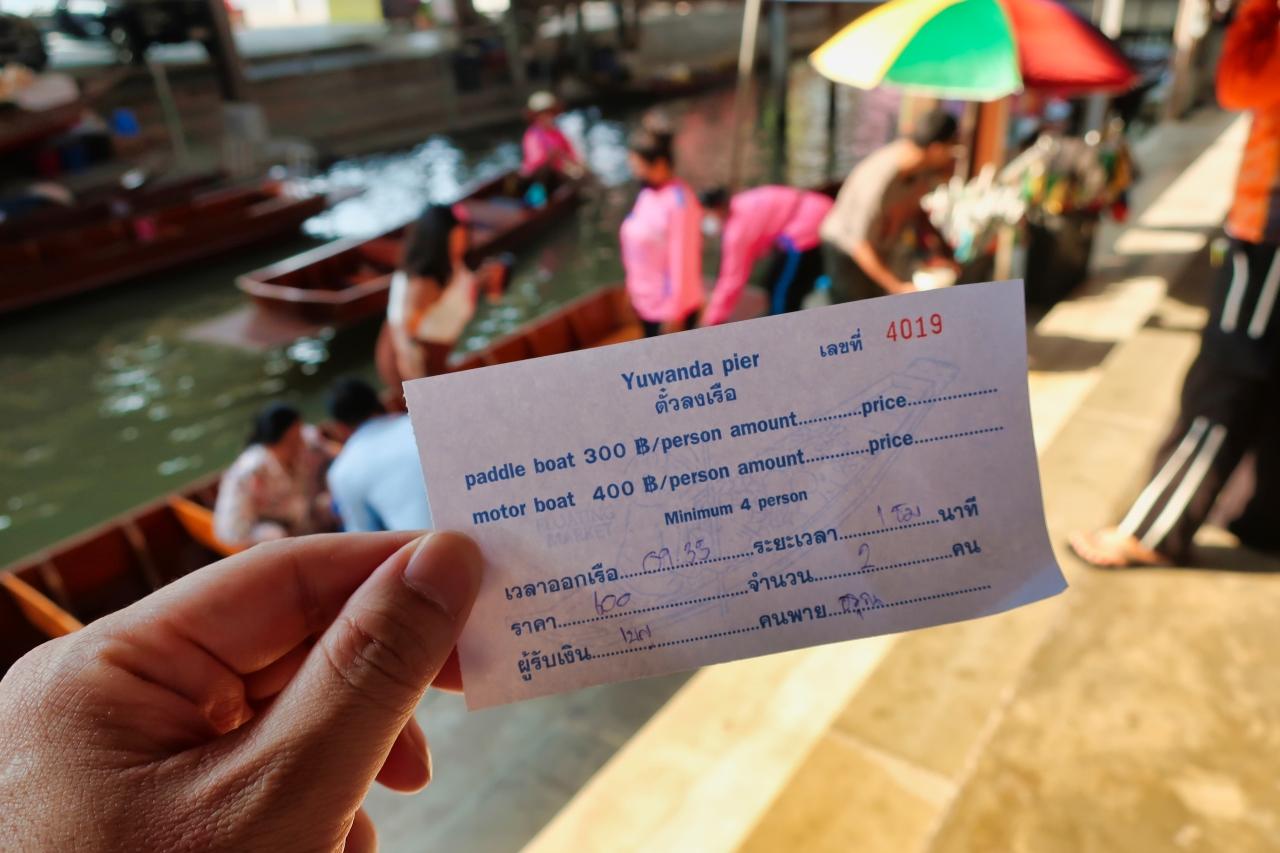 Yuwanda pier เลขที่ 4019
ตั๋วลงเรือ
paddle boat 300 ฿/person amount............price..................
motor boat 400 ฿/person amount............price..................
Minimum 4 person
FLOATING MARKET
เวลาออกเรือ....09.35....ระยะเวลา....1 ชม....นาที
ราคา....600....จำนวน....2....คน
ผู้รับเงิน........คนพาย........